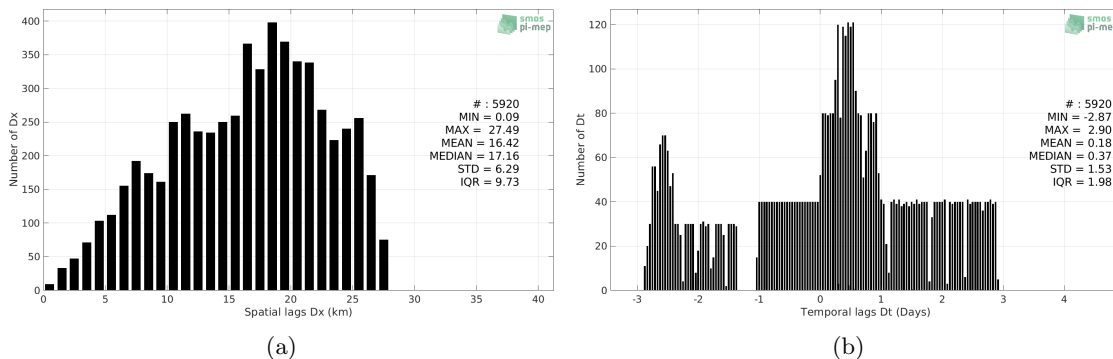 400
350
300
250
200
150
100
50
0
Number of Dx
0 5 10 15 20 25 30 35 40
Spatial lags Dx (km)
smos
pi-mep
# : 5920
MIN = 0.09
MAX = 27.49
MEAN = 16.42
MEDIAN = 17.16
STD = 6.29
IQR = 9.73
(a)
120
100
80
60
40
20
0
Number of Dt
-3 -2 -1 0 1 2 3 4
Temporal lags Dt (Days)
smos
pi-mep
# : 5920
MIN = -2.87
MAX = 2.90
MEAN = 0.18
MEDIAN = 0.37
STD = 1.53
IQR = 1.98
(b)